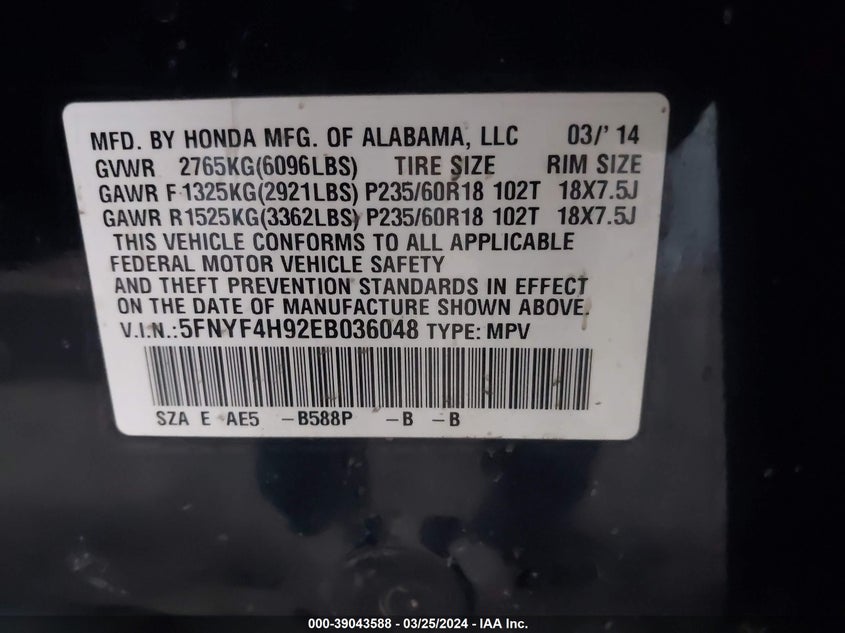 MFD. BY HONDA MFG. OF ALABAMA, LLC 03/' 14
GVWR 2765KG(6096LBS) TIRE SIZE RIM SIZE
GAWR F 1325KG(2921LBS) P235/60R18 102T 18X7.5J
GAWR R1525KG(3362LBS) P235/60R18 102T 18X7.5J
THIS VEHICLE CONFORMS TO ALL APPLICABLE
FEDERAL MOTOR VEHICLE SAFETY
AND THEFT PREVENTION STANDARDS IN EFFECT
ON THE DATE OF MANUFACTURE SHOWN ABOVE.
V.I.N.:5FNYF4H92EB036048 TYPE: MPV
SZA E AE5 -B588P -B -B
000-39043588 - 03/25/2024 - IAA Inc.